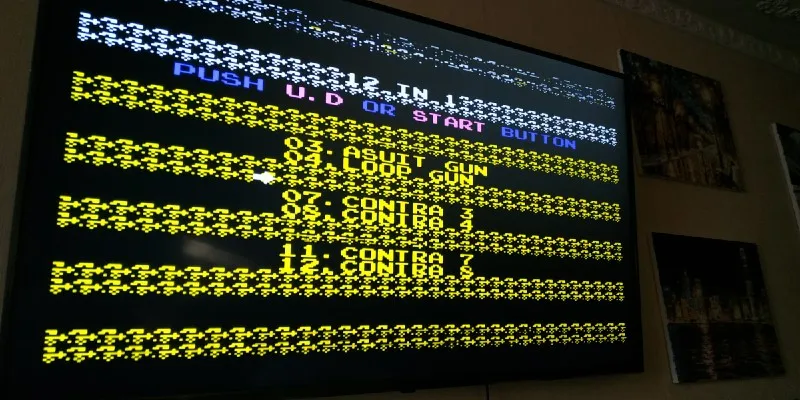 12 IN 1
PUSH U.D OR START BUTTON
03. ASUIT GUN
04. LOOP GUN
07. CONTRA 3
08. CONTRA 4
11. CONTRA 7
12. CONTRA 8